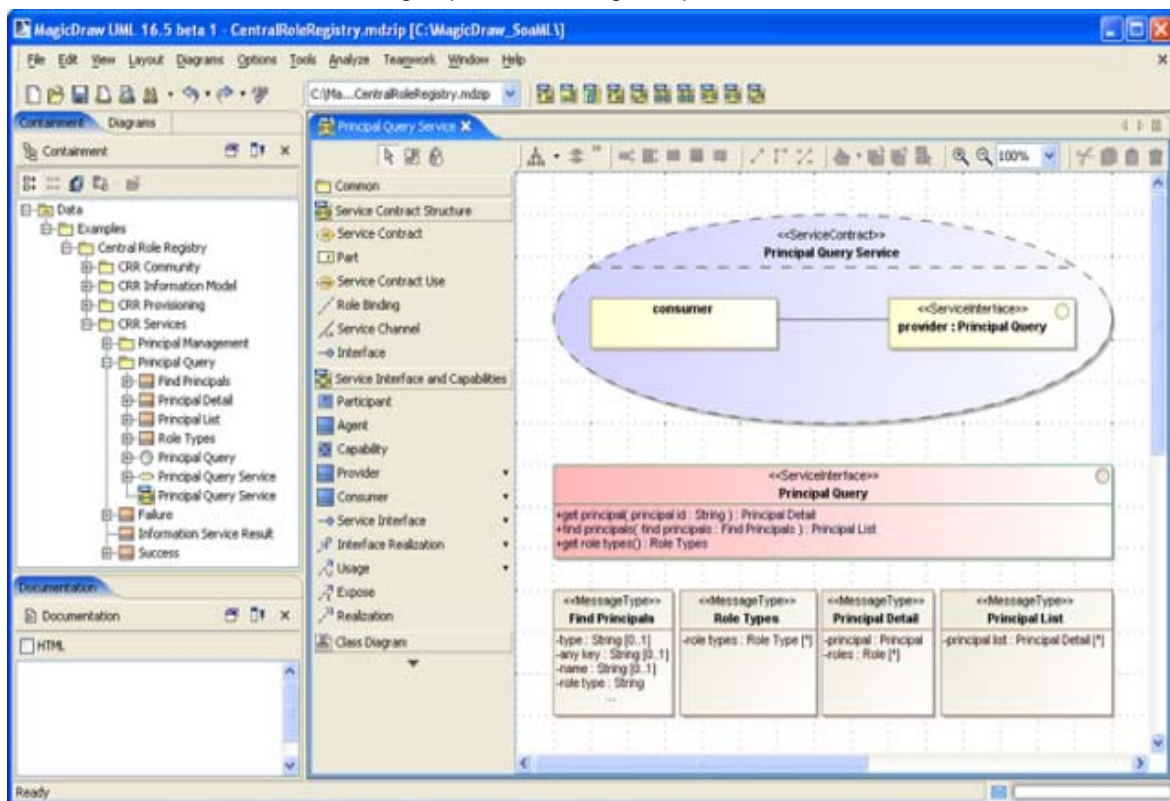 MagicDraw UML 16.5 beta 1 - CentralRoleRegistry.mdzip [C:\MagicDraw_SoaML\]
File Edit View Layout Diagrams Options Tools Analyze Teamwork Window Help
C:\Ma...CentralRoleRegistry.mdzip
Containment Diagrams
Containment
Data
Examples
Central Role Registry
CRR Community
CRR Information Model
CRR Provisioning
CRR Services
Principal Management
Principal Query
Find Principals
Principal Detail
Principal List
Role Types
Principal Query
Principal Query Service
Principal Query Service
Failure
Information Service Result
Success
Documentation
Documentation
HTML
Principal Query Service
100%
Common
Service Contract Structure
Service Contract
Part
Service Contract Use
Role Binding
Service Channel
Interface
Service Interface and Capabilities
Participant
Agent
Capability
Provider
Consumer
Service Interface
Interface Realization
Usage
Expose
Realization
Class Diagram
<<ServiceContract>>
Principal Query Service
consumer
<<ServiceInterface>>
provider : Principal Query
<<ServiceInterface>>
Principal Query
+get principal( principal id : String ) : Principal Detail
+find principals( find principals : Find Principals ) : Principal List
+get role types() : Role Types
<<MessageType>>
Find Principals
-type : String [0..1]
-any key : String [0..1]
-name : String [0..1]
-role type : String
...
<<MessageType>>
Role Types
-role types : Role Type [*]
<<MessageType>>
Principal Detail
-principal : Principal
-roles : Role [*]
<<MessageType>>
Principal List
-principal list : Principal Detail [*]
Ready